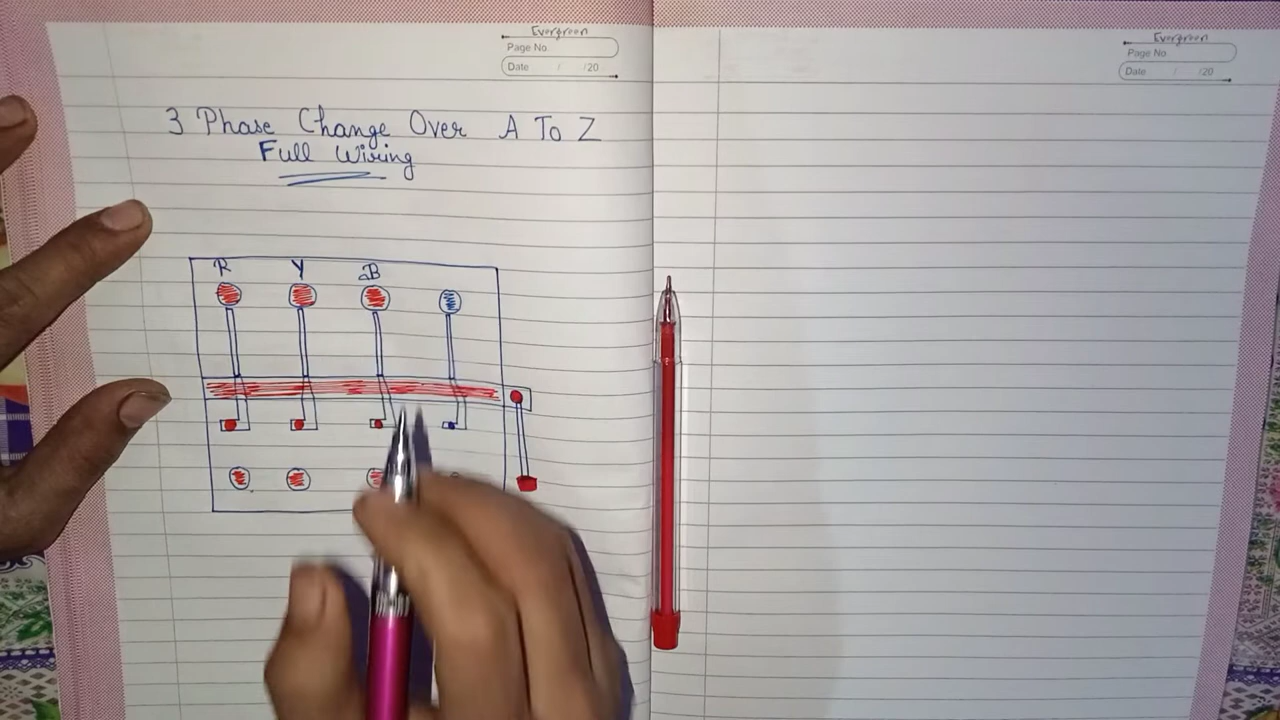 Evergreen
Page No
Date / /20
3 Phase Change Over A To Z
Full Wiring
R Y B
Evergreen
Page No
Date / /20